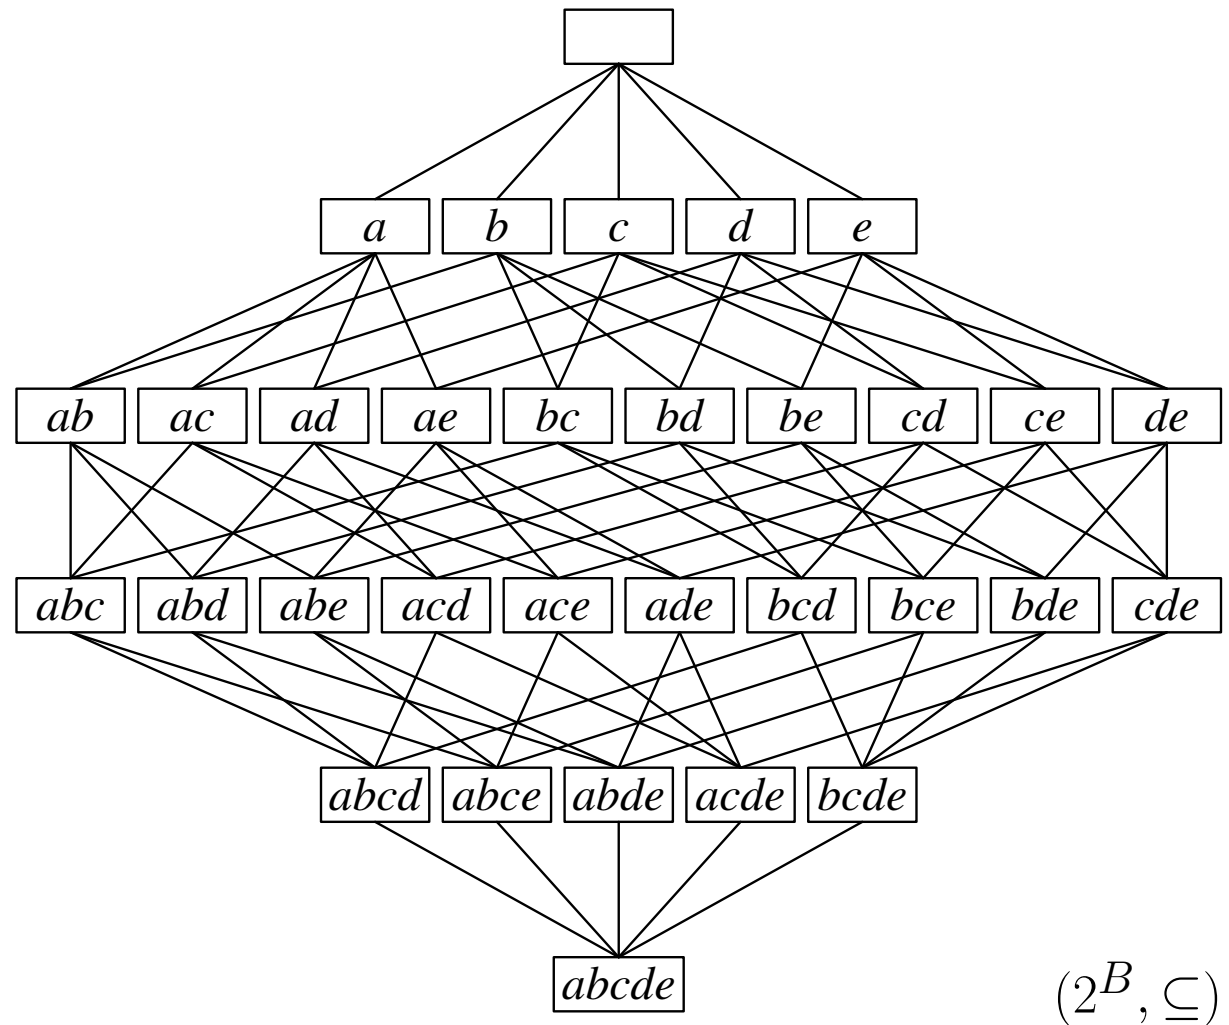 a b c d e
ab ac ad ae bc bd be cd ce de
abc abd abe acd ace ade bcd bce bde cde
abcd abce abde acde bcde
abcde
(2^B, ⊆)